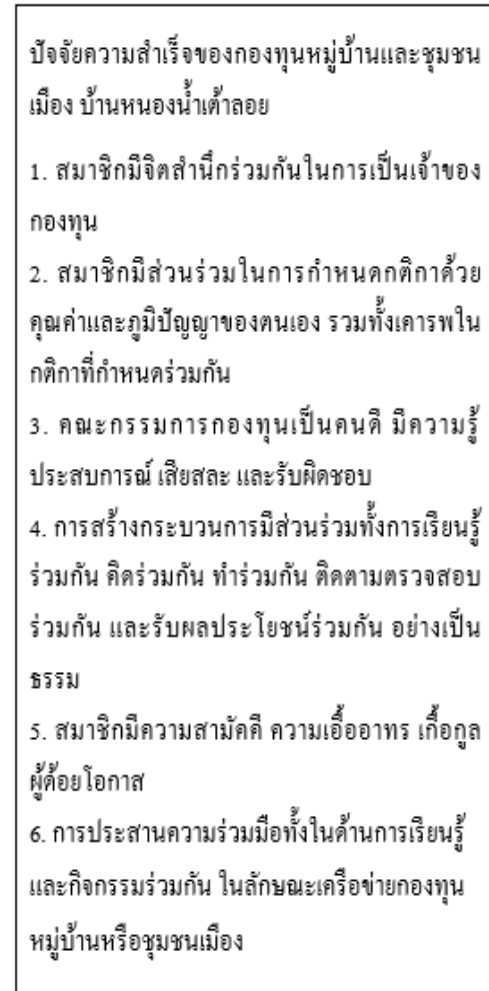 ปัจจัยความสำเร็จของกองทุนหมู่บ้านและชุมชน
เมือง บ้านหนองน้ำเต้าลอย
1. สมาชิกมีจิตสำนึกร่วมกันในการเป็นเจ้าของ
กองทุน
2. สมาชิกมีส่วนร่วมในการกำหนดกติกาด้วย
คุณค่าและภูมิปัญญาของตนเอง รวมทั้งเคารพใน
กติกาที่กำหนดร่วมกัน
3. คณะกรรมการกองทุนเป็นคนดี มีความรู้
ประสบการณ์ เสียสละ และรับผิดชอบ
4. การสร้างกระบวนการมีส่วนร่วมทั้งการเรียนรู้
ร่วมกัน คิดร่วมกัน ทำร่วมกัน ติดตามตรวจสอบ
ร่วมกัน และรับผลประโยชน์ร่วมกัน อย่างเป็น
ธรรม
5. สมาชิกมีความสามัคคี ความเอื้ออาทร เกื้อกูล
ผู้ด้อยโอกาส
6. การประสานความร่วมมือทั้งในด้านการเรียนรู้
และกิจกรรมร่วมกัน ในลักษณะเครือข่ายกองทุน
หมู่บ้านหรือชุมชนเมือง